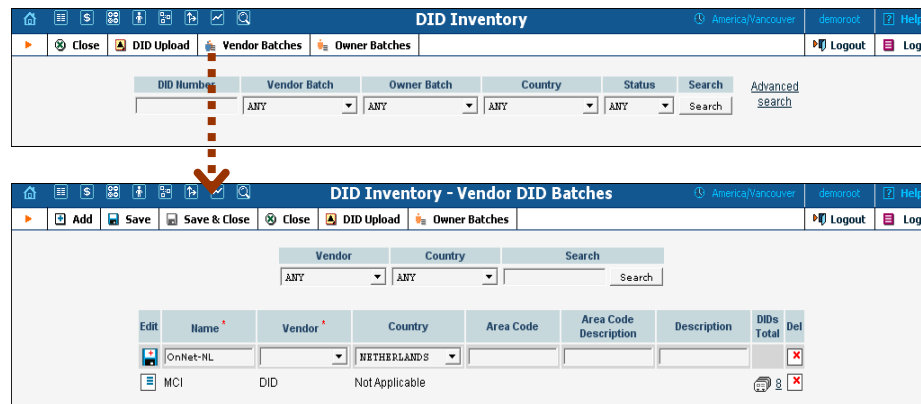 DID Inventory America/Vancouver demoroot Help
Close DID Upload Vendor Batches Owner Batches Logout Log
DID Number Vendor Batch Owner Batch Country Status Search Advanced search
ANY ANY ANY ANY Search
DID Inventory - Vendor DID Batches America/Vancouver demoroot Help
Add Save Save & Close Close DID Upload Owner Batches Logout Log
Vendor Country Search
ANY ANY Search
Edit Name * Vendor * Country Area Code Area Code Description Description DIDs Total Del
OnNet-NL NETHERLANDS
MCI DID Not Applicable 8